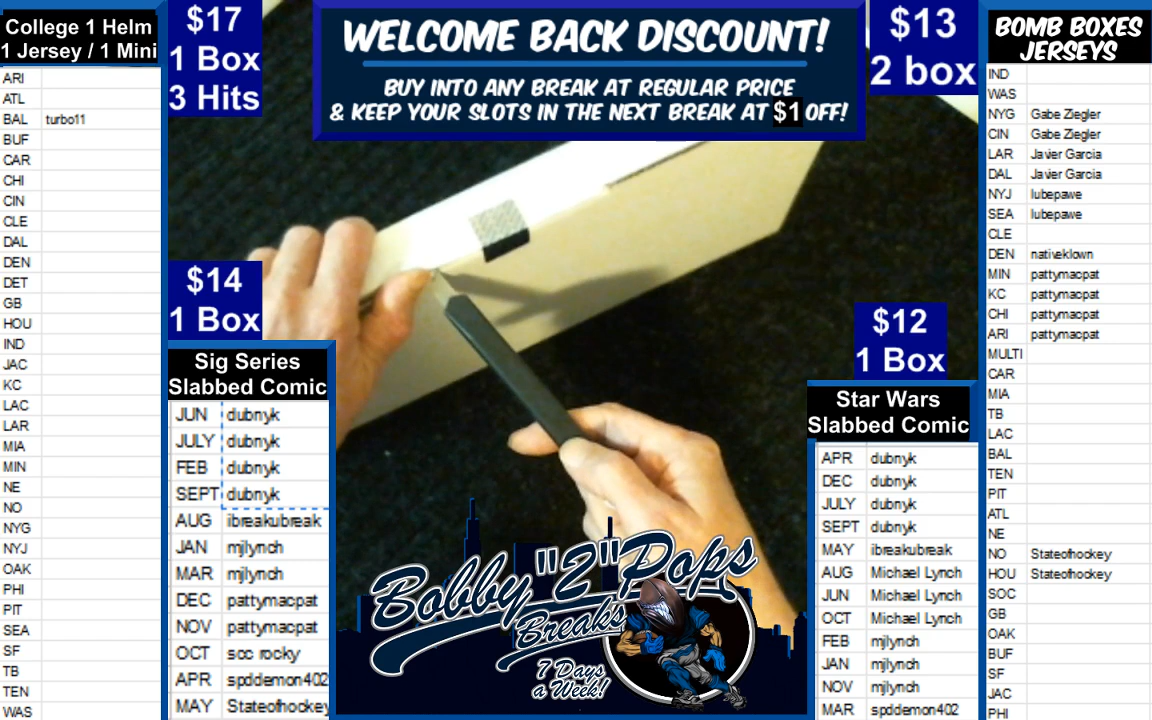 College 1 Helm
1 Jersey / 1 Mini
ARI
ATL
BAL turbo11
BUF
CAR
CHI
CIN
CLE
DAL
DEN
DET
GB
HOU
IND
JAC
KC
LAC
LAR
MIA
MIN
NE
NO
NYG
NYJ
OAK
PHI
PIT
SEA
SF
TB
TEN
WAS
$17
1 Box
3 Hits
WELCOME BACK DISCOUNT!
BUY INTO ANY BREAK AT REGULAR PRICE
& KEEP YOUR SLOTS IN THE NEXT BREAK AT $1 OFF!
$13
2 box
$14
1 Box
Sig Series
Slabbed Comic
JUN dubnyk
JULY dubnyk
FEB dubnyk
SEPT dubnyk
AUG ibreakubreak
JAN mjlynch
MAR mjlynch
DEC pattymacpat
NOV pattymacpat
OCT scc rocky
APR spddemon402
MAY Stateofhockey
Bobby "2" Pops
Breaks
7 Days
a Week!
$12
1 Box
Star Wars
Slabbed Comic
APR dubnyk
DEC dubnyk
JULY dubnyk
SEPT dubnyk
MAY ibreakubreak
AUG Michael Lynch
JUN Michael Lynch
OCT Michael Lynch
FEB mjlynch
JAN mjlynch
NOV mjlynch
MAR spddemon402
BOMB BOXES
JERSEYS
IND
WAS
NYG Gabe Ziegler
CIN Gabe Ziegler
LAR Javier Garcia
DAL Javier Garcia
NYJ lubepawe
SEA lubepawe
CLE
DEN nativeklown
MIN pattymacpat
KC pattymacpat
CHI pattymacpat
ARI pattymacpat
MULTI
CAR
MIA
TB
LAC
BAL
TEN
PIT
ATL
NE
NO Stateofhockey
HOU Stateofhockey
SOC
GB
OAK
BUF
SF
JAC
PHI